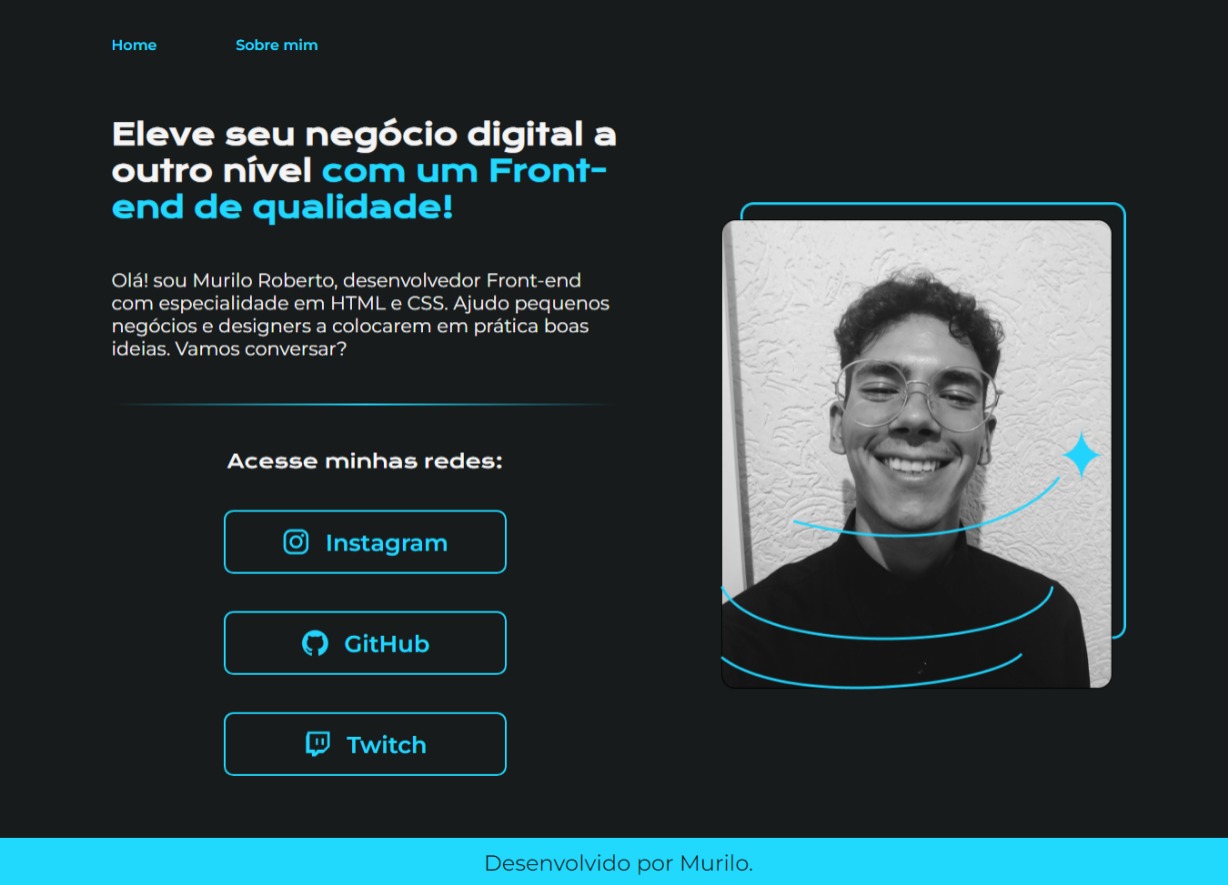 Home
Sobre mim
Eleve seu negócio digital a
outro nível com um Front-
end de qualidade!
Olá! sou Murilo Roberto, desenvolvedor Front-end
com especialidade em HTML e CSS. Ajudo pequenos
negócios e designers a colocarem em prática boas
ideias. Vamos conversar?
Acesse minhas redes:
Instagram
GitHub
Twitch
Desenvolvido por Murilo.